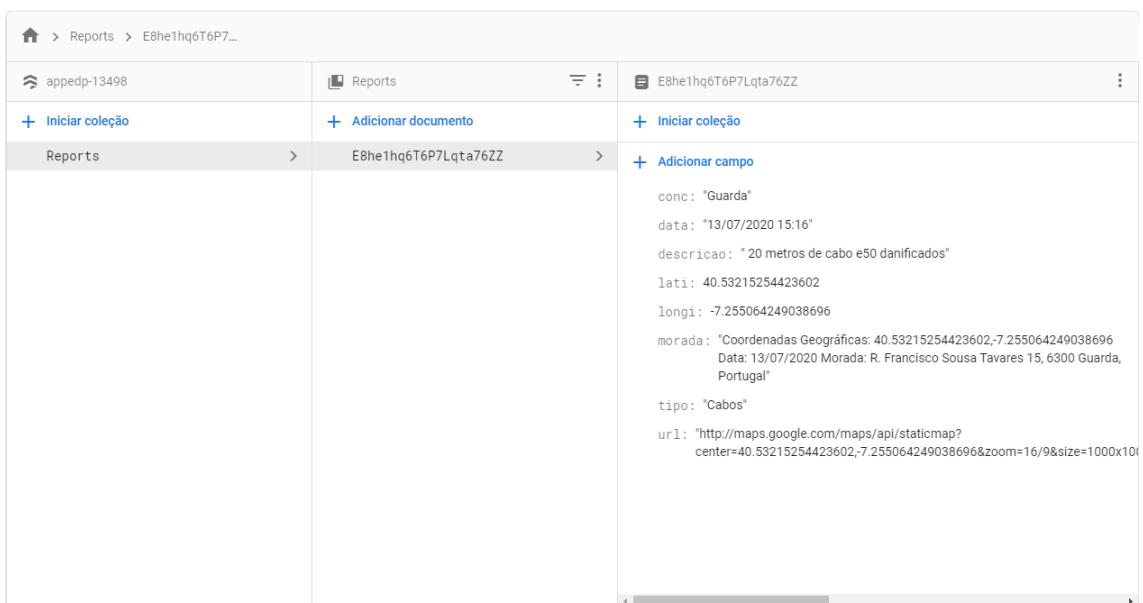 Reports > E8he1hq6T6P7…
appedp-13498
Reports
E8he1hq6T6P7Lqta76ZZ
+ Iniciar coleção
+ Adicionar documento
+ Iniciar coleção
Reports
E8he1hq6T6P7Lqta76ZZ
+ Adicionar campo
conc: "Guarda"
data: "13/07/2020 15:16"
descricao: " 20 metros de cabo e50 danificados"
lati: 40.53215254423602
longi: -7.255064249038696
morada: "Coordenadas Geográficas: 40.53215254423602,-7.255064249038696
Data: 13/07/2020 Morada: R. Francisco Sousa Tavares 15, 6300 Guarda,
Portugal"
tipo: "Cabos"
url: "http://maps.google.com/maps/api/staticmap?
center=40.53215254423602,-7.255064249038696&zoom=16/9&size=1000x100